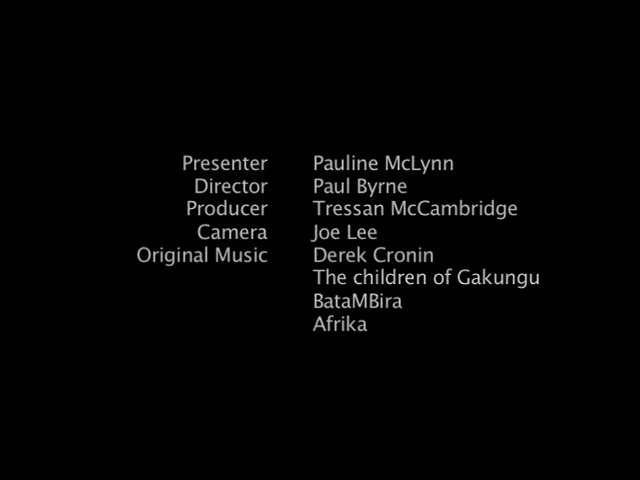 Presenter Pauline McLynn
Director Paul Byrne
Producer Tressan McCambridge
Camera Joe Lee
Original Music Derek Cronin
The children of Gakungu
BataMBira
Afrika